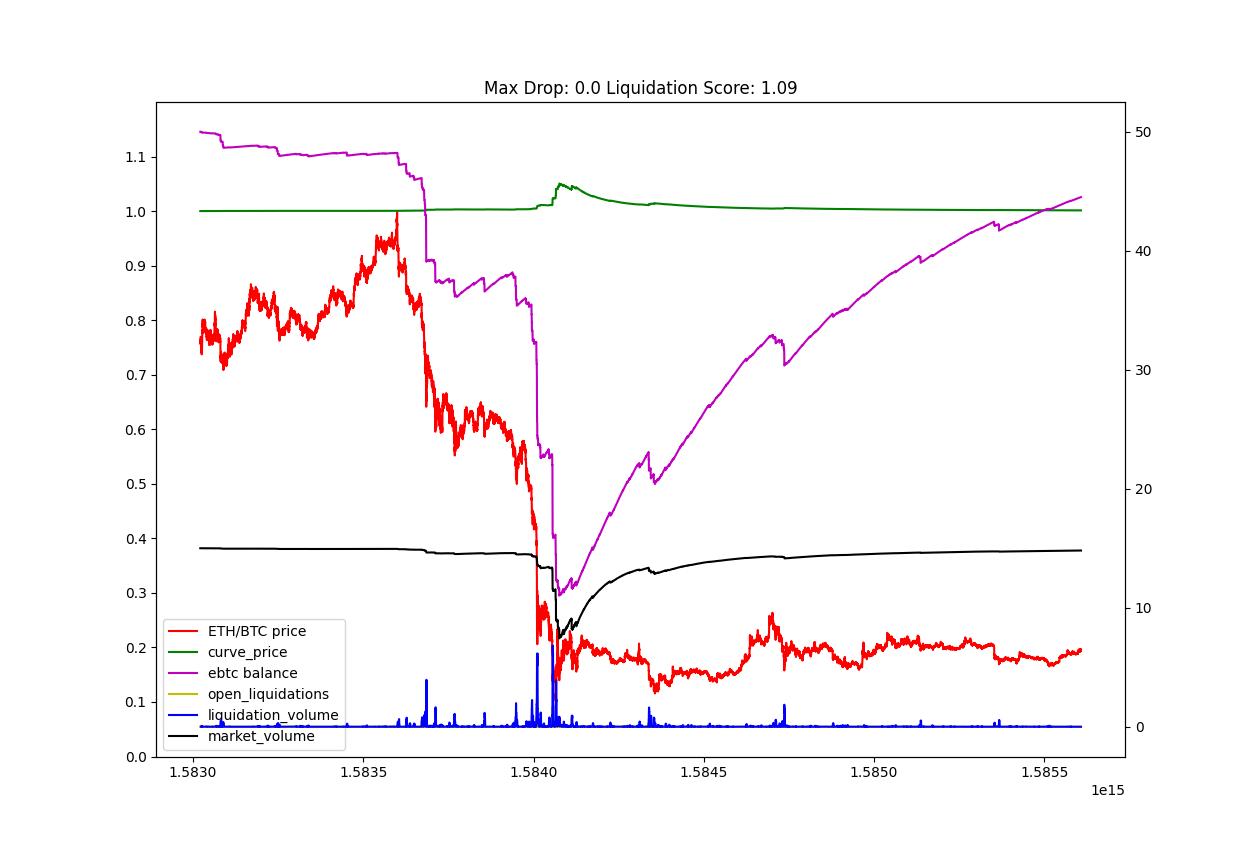 Max Drop: 0.0 Liquidation Score: 1.09
1.1
1.0
0.9
0.8
0.7
0.6
0.5
0.4
0.3
0.2
0.1
0.0
50
40
30
20
10
0
ETH/BTC price
curve_price
ebtc balance
open_liquidations
liquidation_volume
market_volume
1.5830 1.5835 1.5840 1.5845 1.5850 1.5855
1e15